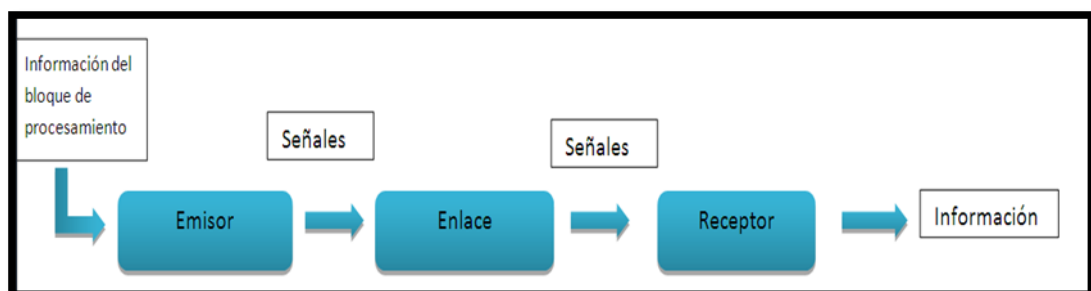 Información del
bloque de
procesamiento
Señales
Señales
Emisor
Enlace
Receptor
Información